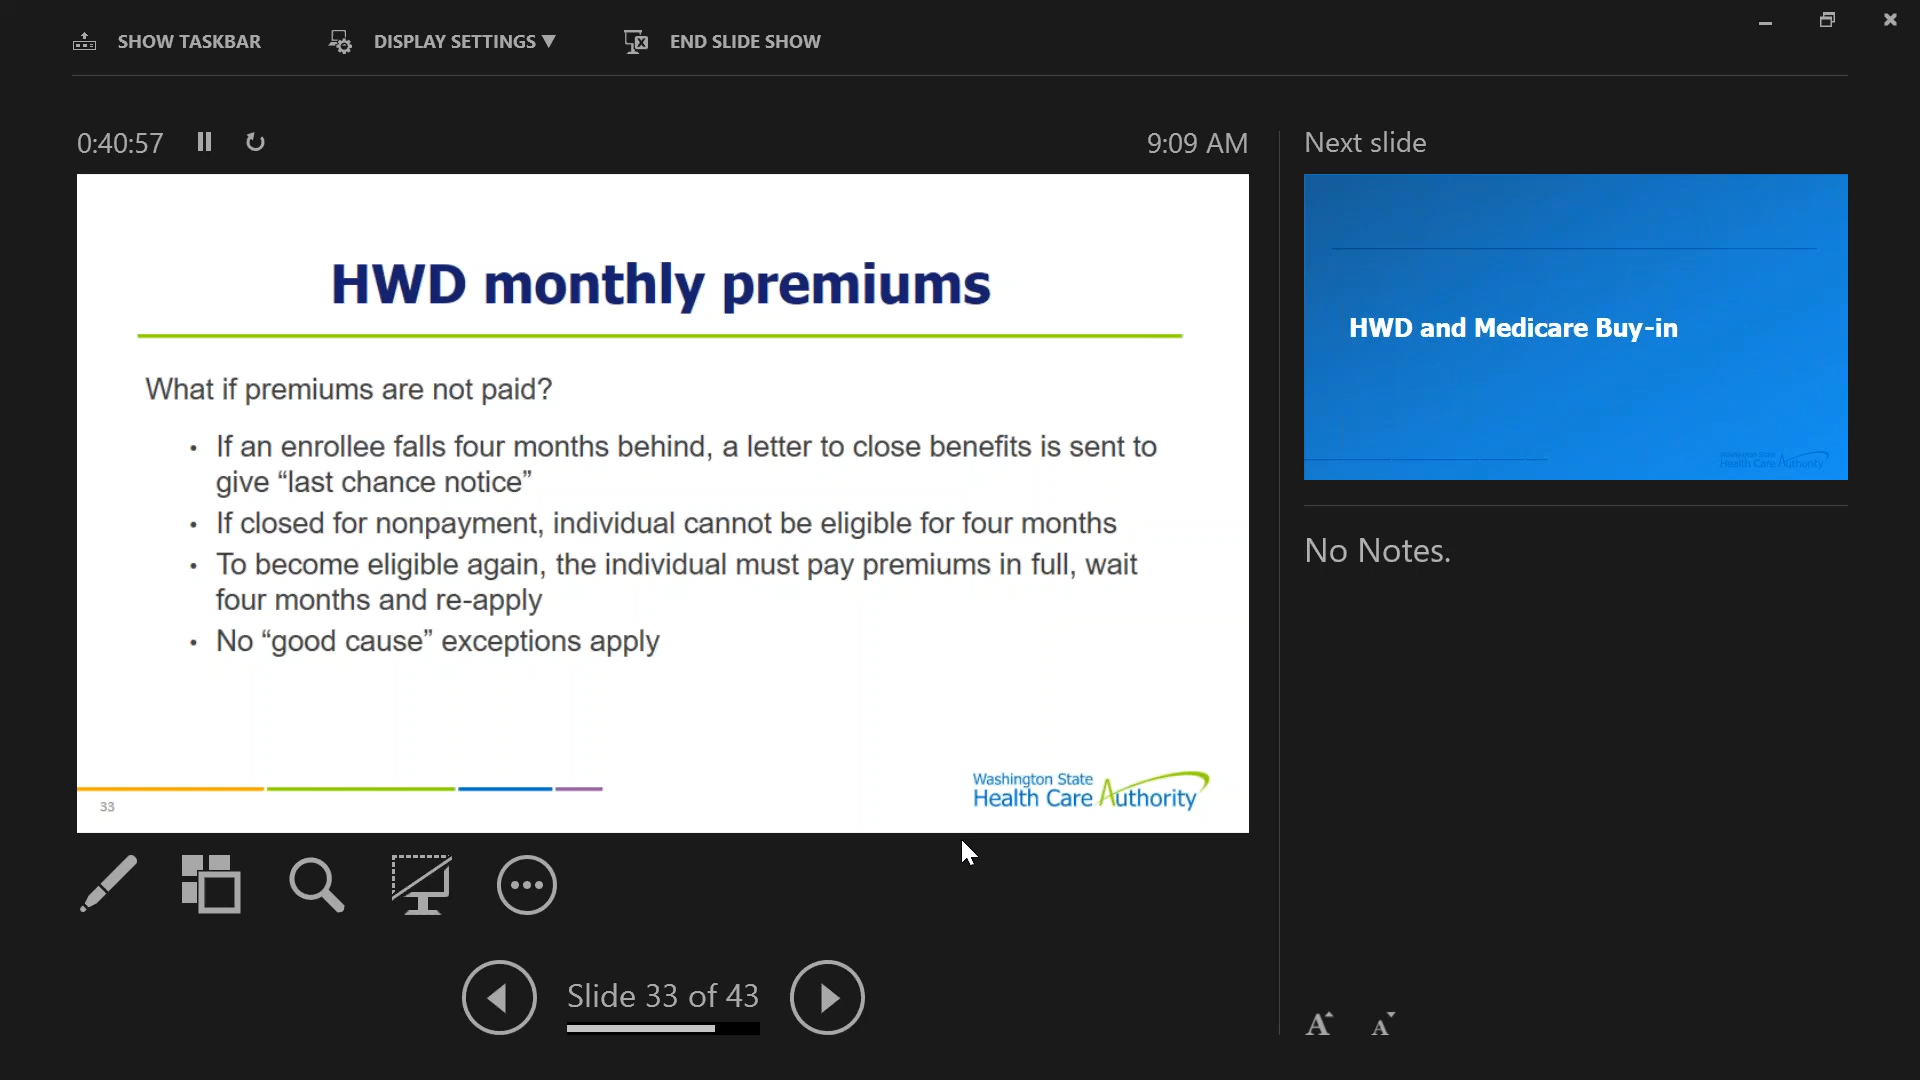 SHOW TASKBAR
DISPLAY SETTINGS ▼
END SLIDE SHOW
0:40:57
9:09 AM
HWD monthly premiums
What if premiums are not paid?
• If an enrollee falls four months behind, a letter to close benefits is sent to
give “last chance notice”
• If closed for nonpayment, individual cannot be eligible for four months
• To become eligible again, the individual must pay premiums in full, wait
four months and re-apply
• No “good cause” exceptions apply
Washington State
Health Care Authority
33
Slide 33 of 43
Next slide
HWD and Medicare Buy-in
Washington State
Health Care Authority
No Notes.
A A